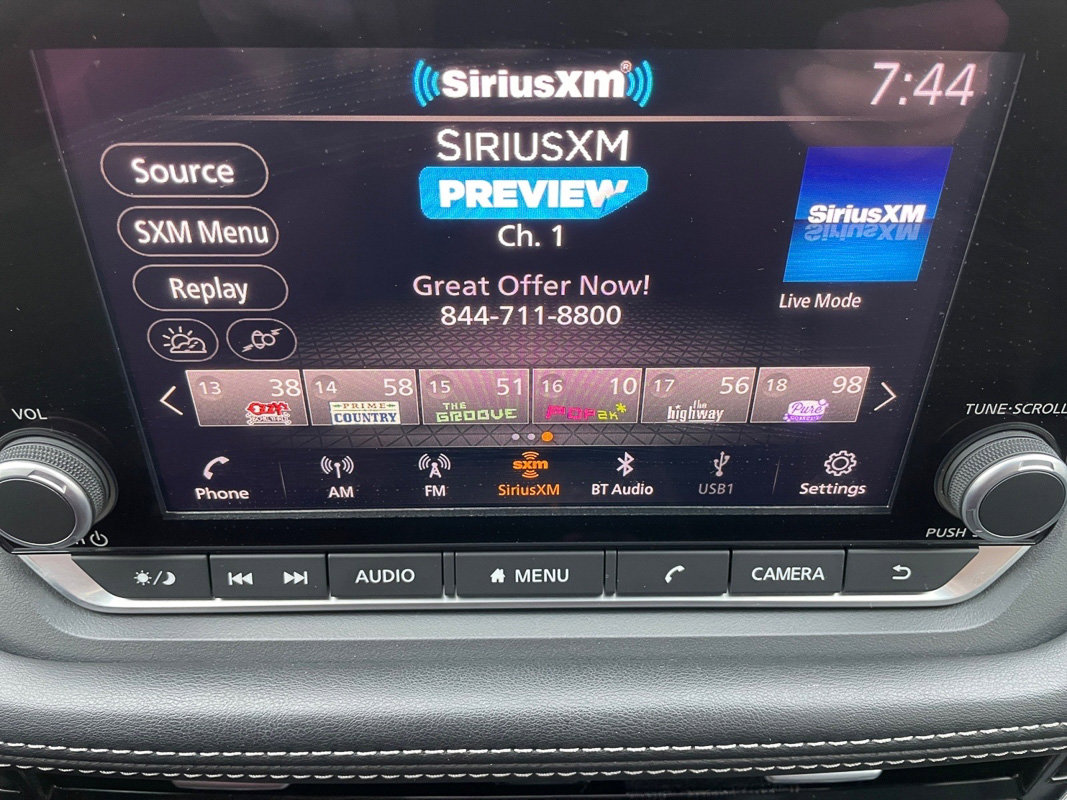 SiriusXM®
7:44
Source
SXM Menu
Replay
SIRIUSXM
PREVIEW
Ch. 1
Great Offer Now!
844-711-8800
SiriusXM
Live Mode
13 38
14 58
PRIME
COUNTRY
15 51
THE
GROOVE
16 10
POP2K*
17 56
the
highway
18 98
Pure
VOL
TUNE·SCROLL
Phone
AM
FM
sxm
SiriusXM
BT Audio
USB1
Settings
PUSH
AUDIO
MENU
CAMERA